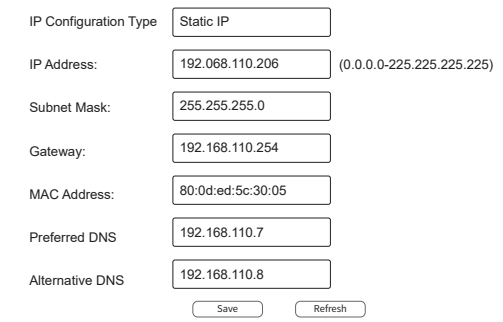 IP Configuration Type Static IP
IP Address: 192.068.110.206 (0.0.0.0-225.225.225.225)
Subnet Mask: 255.255.255.0
Gateway: 192.168.110.254
MAC Address: 80:0d:ed:5c:30:05
Preferred DNS 192.168.110.7
Alternative DNS 192.168.110.8
Save Refresh